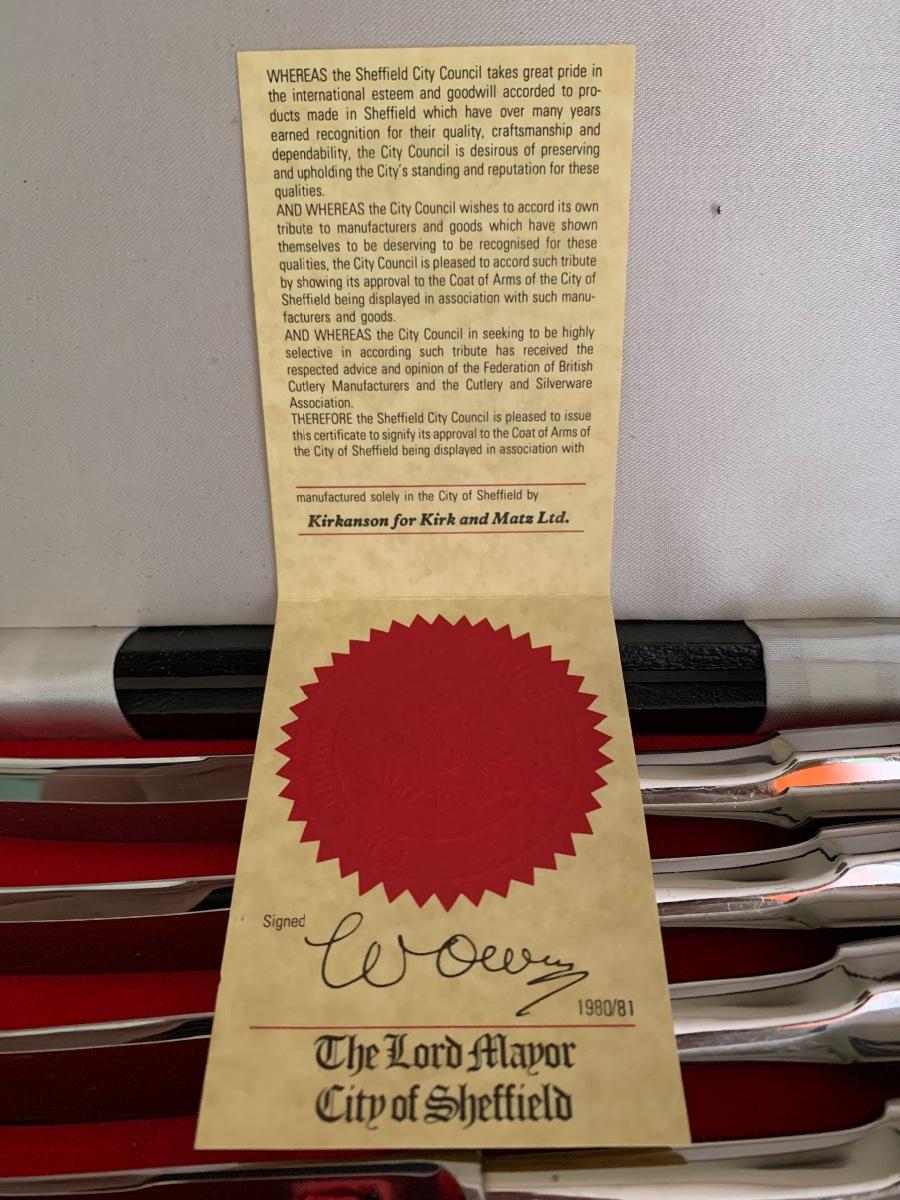 WHEREAS the Sheffield City Council takes great pride in
the international esteem and goodwill accorded to pro-
ducts made in Sheffield which have over many years
earned recognition for their quality, craftsmanship and
dependability, the City Council is desirous of preserving
and upholding the City's standing and reputation for these
qualities.
AND WHEREAS the City Council wishes to accord its own
tribute to manufacturers and goods which have shown
themselves to be deserving to be recognised for these
qualities, the City Council is pleased to accord such tribute
by showing its approval to the Coat of Arms of the City of
Sheffield being displayed in association with such manu-
facturers and goods.
AND WHEREAS the City Council in seeking to be highly
selective in according such tribute has received the
respected advice and opinion of the Federation of British
Cutlery Manufacturers and the Cutlery and Silverware
Association.
THEREFORE the Sheffield City Council is pleased to issue
this certificate to signify its approval to the Coat of Arms of
the City of Sheffield being displayed in association with
manufactured solely in the City of Sheffield by
Kirkanson for Kirk and Matz Ltd.
Signed
1980/81
The Lord Mayor
City of Sheffield